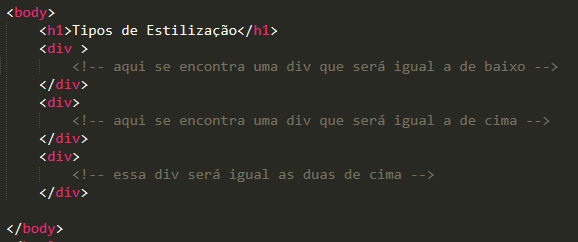 <body>
<h1>Tipos de Estilização</h1>
<div >
<!-- aqui se encontra uma div que será igual a de baixo -->
</div>
<div>
<!-- aqui se encontra uma div que será igual a de cima -->
</div>
<div>
<!-- essa div será igual as duas de cima -->
</div>
</body>